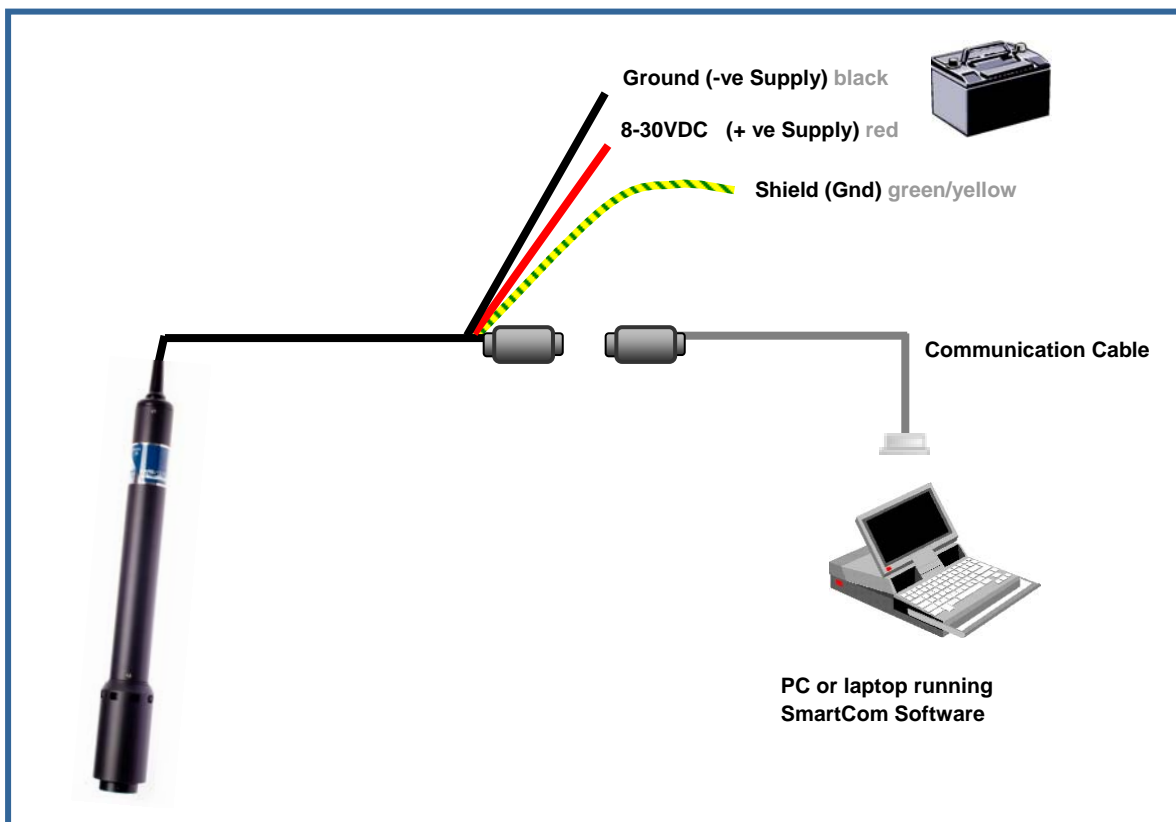 Ground (-ve Supply) black
8-30VDC (+ ve Supply) red
Shield (Gnd) green/yellow
Communication Cable
PC or laptop running
SmartCom Software